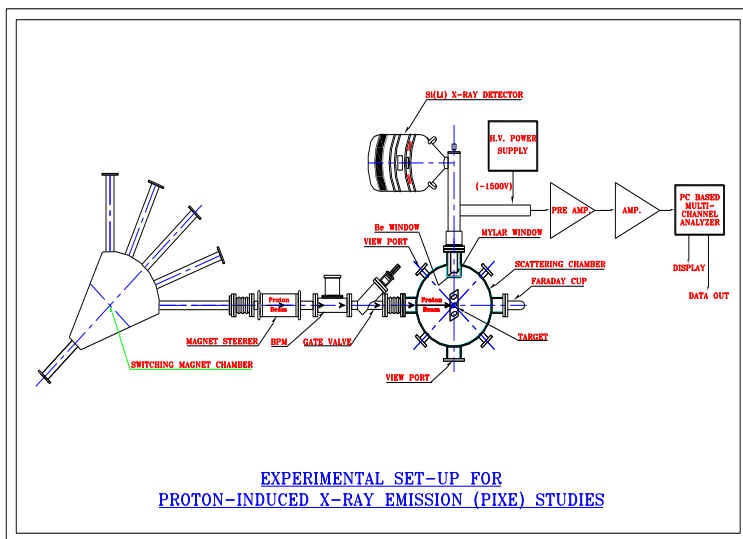 Si(Li) X-RAY DETECTOR
H.V. POWER
SUPPLY
(-1500V)
PRE AMP.
AMP.
PC BASED
MULTI-
CHANNEL
ANALYZER
DISPLAY
DATA OUT
Be WINDOW
VIEW PORT
MYLAR WINDOW
SCATTERING CHAMBER
FARADAY CUP
Proton
Beam
Proton
Beam
MAGNET STEERER
BPM
GATE VALVE
TARGET
SWITCHING MAGNET CHAMBER
VIEW PORT
EXPERIMENTAL SET-UP FOR
PROTON-INDUCED X-RAY EMISSION (PIXE) STUDIES